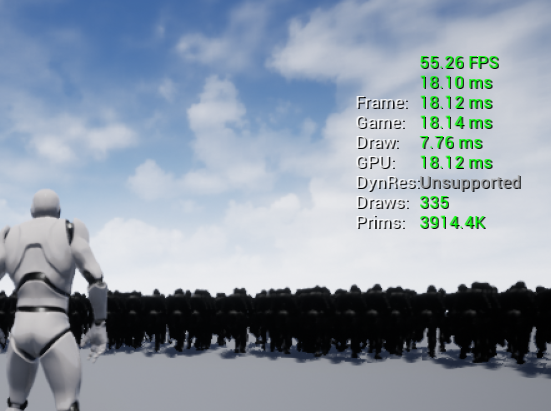 55.26 FPS
18.10 ms
Frame: 18.12 ms
Game: 18.14 ms
Draw: 7.76 ms
GPU: 18.12 ms
DynRes: Unsupported
Draws: 335
Prims: 3914.4K